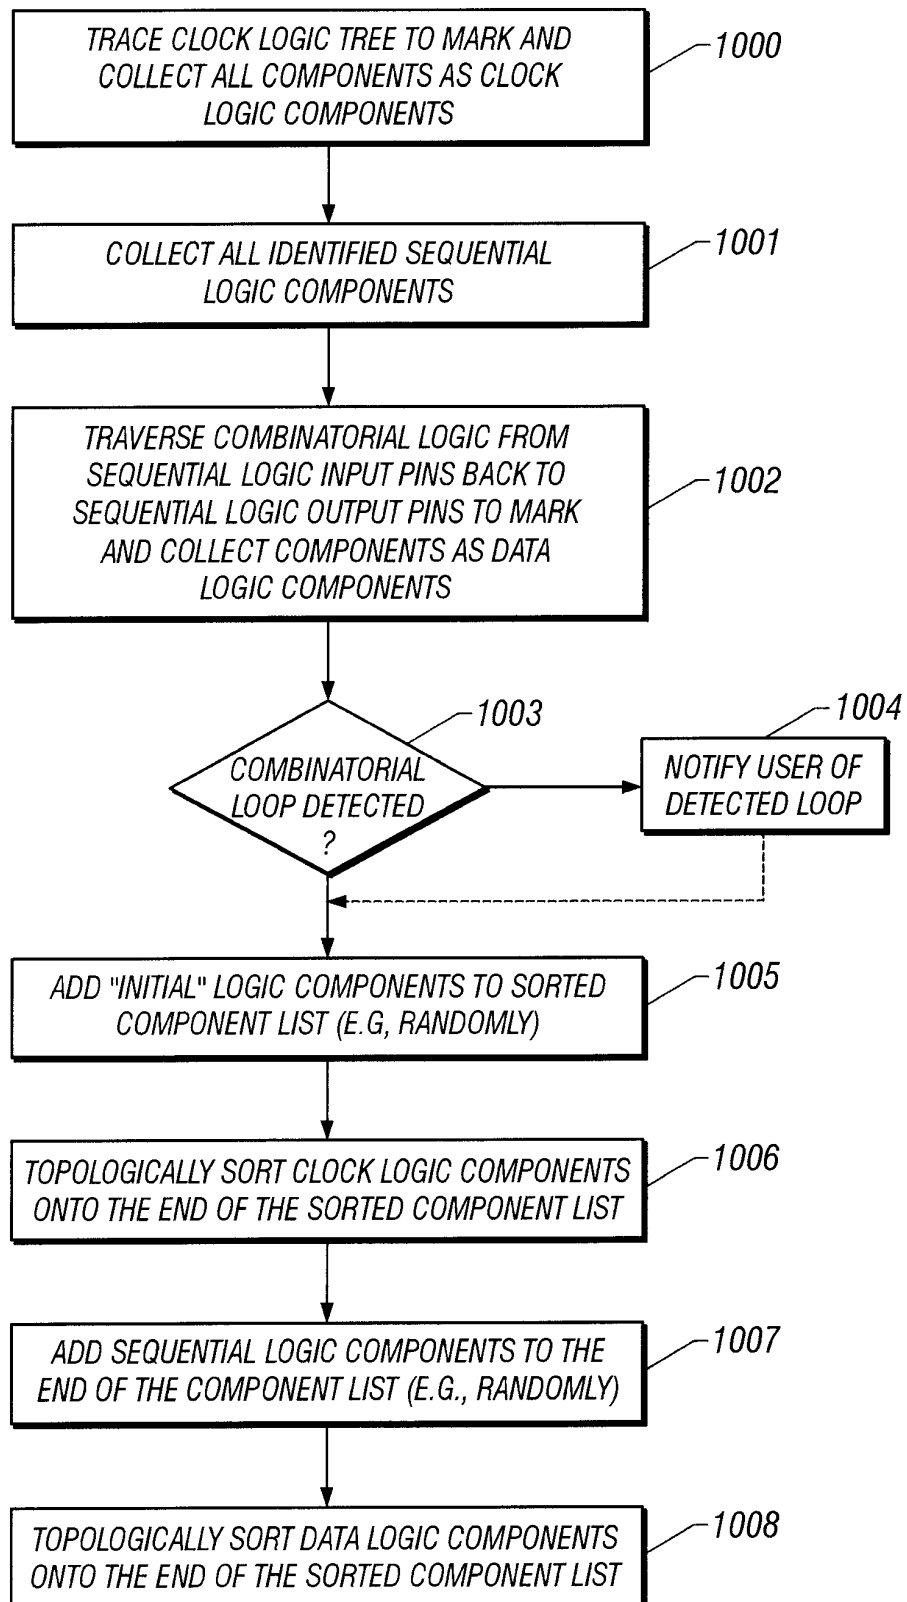 TRACE CLOCK LOGIC TREE TO MARK AND
COLLECT ALL COMPONENTS AS CLOCK
LOGIC COMPONENTS
1000
COLLECT ALL IDENTIFIED SEQUENTIAL
LOGIC COMPONENTS
1001
TRAVERSE COMBINATORIAL LOGIC FROM
SEQUENTIAL LOGIC INPUT PINS BACK TO
SEQUENTIAL LOGIC OUTPUT PINS TO MARK
AND COLLECT COMPONENTS AS DATA
LOGIC COMPONENTS
1002
COMBINATORIAL
LOOP DETECTED
?
1003
NOTIFY USER OF
DETECTED LOOP
1004
ADD "INITIAL" LOGIC COMPONENTS TO SORTED
COMPONENT LIST (E.G, RANDOMLY)
1005
TOPOLOGICALLY SORT CLOCK LOGIC COMPONENTS
ONTO THE END OF THE SORTED COMPONENT LIST
1006
ADD SEQUENTIAL LOGIC COMPONENTS TO THE
END OF THE COMPONENT LIST (E.G., RANDOMLY)
1007
TOPOLOGICALLY SORT DATA LOGIC COMPONENTS
ONTO THE END OF THE SORTED COMPONENT LIST
1008